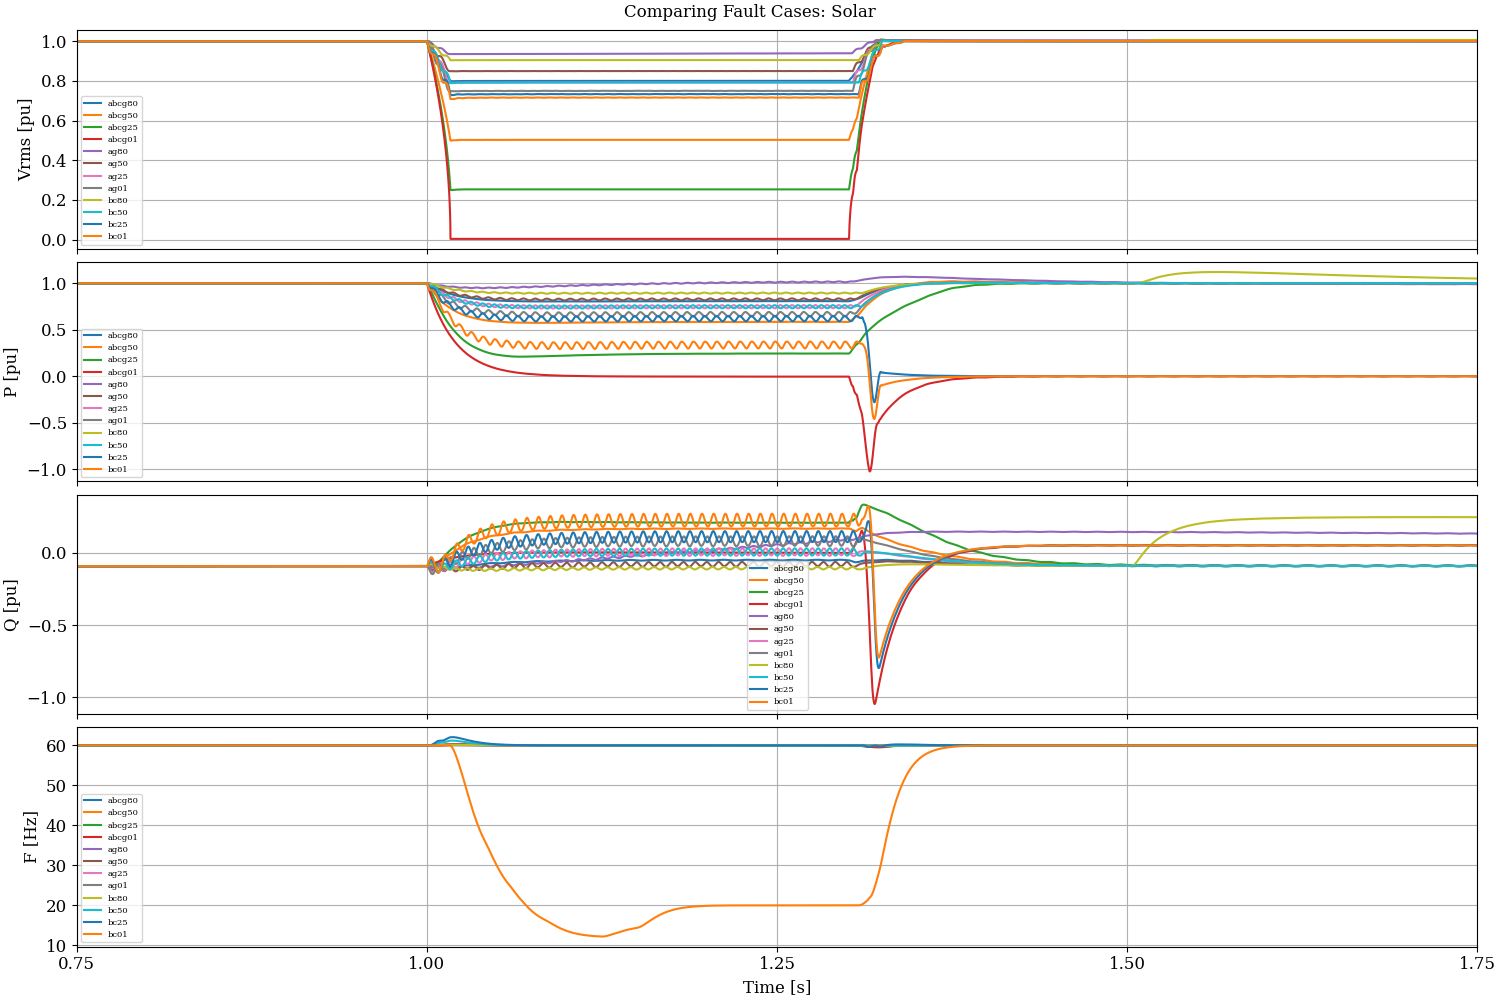 Comparing Fault Cases: Solar
Vrms [pu]
1.0
0.8
0.6
0.4
0.2
0.0
abcg80
abcg50
abcg25
abcg01
ag80
ag50
ag25
ag01
bc80
bc50
bc25
bc01
P [pu]
1.0
0.5
0.0
−0.5
−1.0
abcg80
abcg50
abcg25
abcg01
ag80
ag50
ag25
ag01
bc80
bc50
bc25
bc01
Q [pu]
0.0
−0.5
−1.0
abcg80
abcg50
abcg25
abcg01
ag80
ag50
ag25
ag01
bc80
bc50
bc25
bc01
F [Hz]
60
50
40
30
20
10
abcg80
abcg50
abcg25
abcg01
ag80
ag50
ag25
ag01
bc80
bc50
bc25
bc01
0.75 1.00 1.25 1.50 1.75
Time [s]